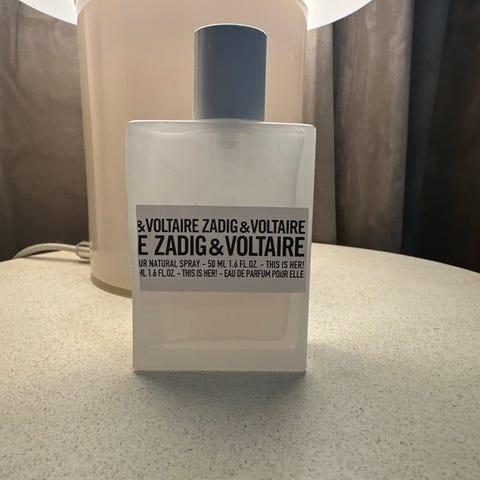 &VOLTAIRE ZADIG&VOLTAIRE
E ZADIG&VOLTAIRE
UR NATURAL SPRAY – 50 ML 1.6 FL.OZ. – THIS IS HER!
ML 1.6 FL.OZ. – THIS IS HER! – EAU DE PARFUM POUR ELLE